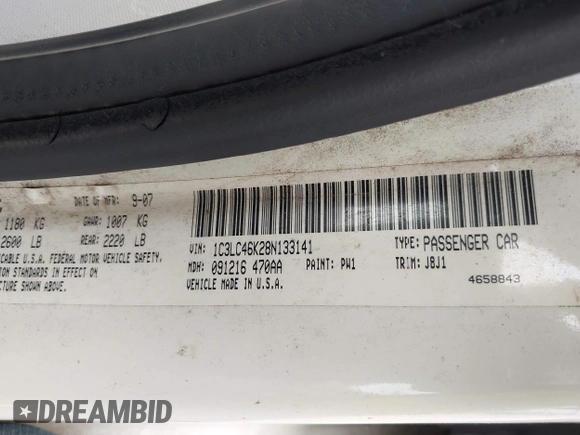 DATE OF MFR: 9-07
1180 KG GAWR: 1007 KG
2600 LB REAR: 2220 LB
CABLE U.S.A. FEDERAL MOTOR VEHICLE SAFETY,
STANDARDS IN EFFECT ON
CTURE SHOWN ABOVE.
VIN: 1C3LC46K28N133141
MDH: 091216 470AA PAINT: PW1
VEHICLE MADE IN U.S.A.
TYPE: PASSENGER CAR
TRIM: J8J1
4658843
DREAMBID